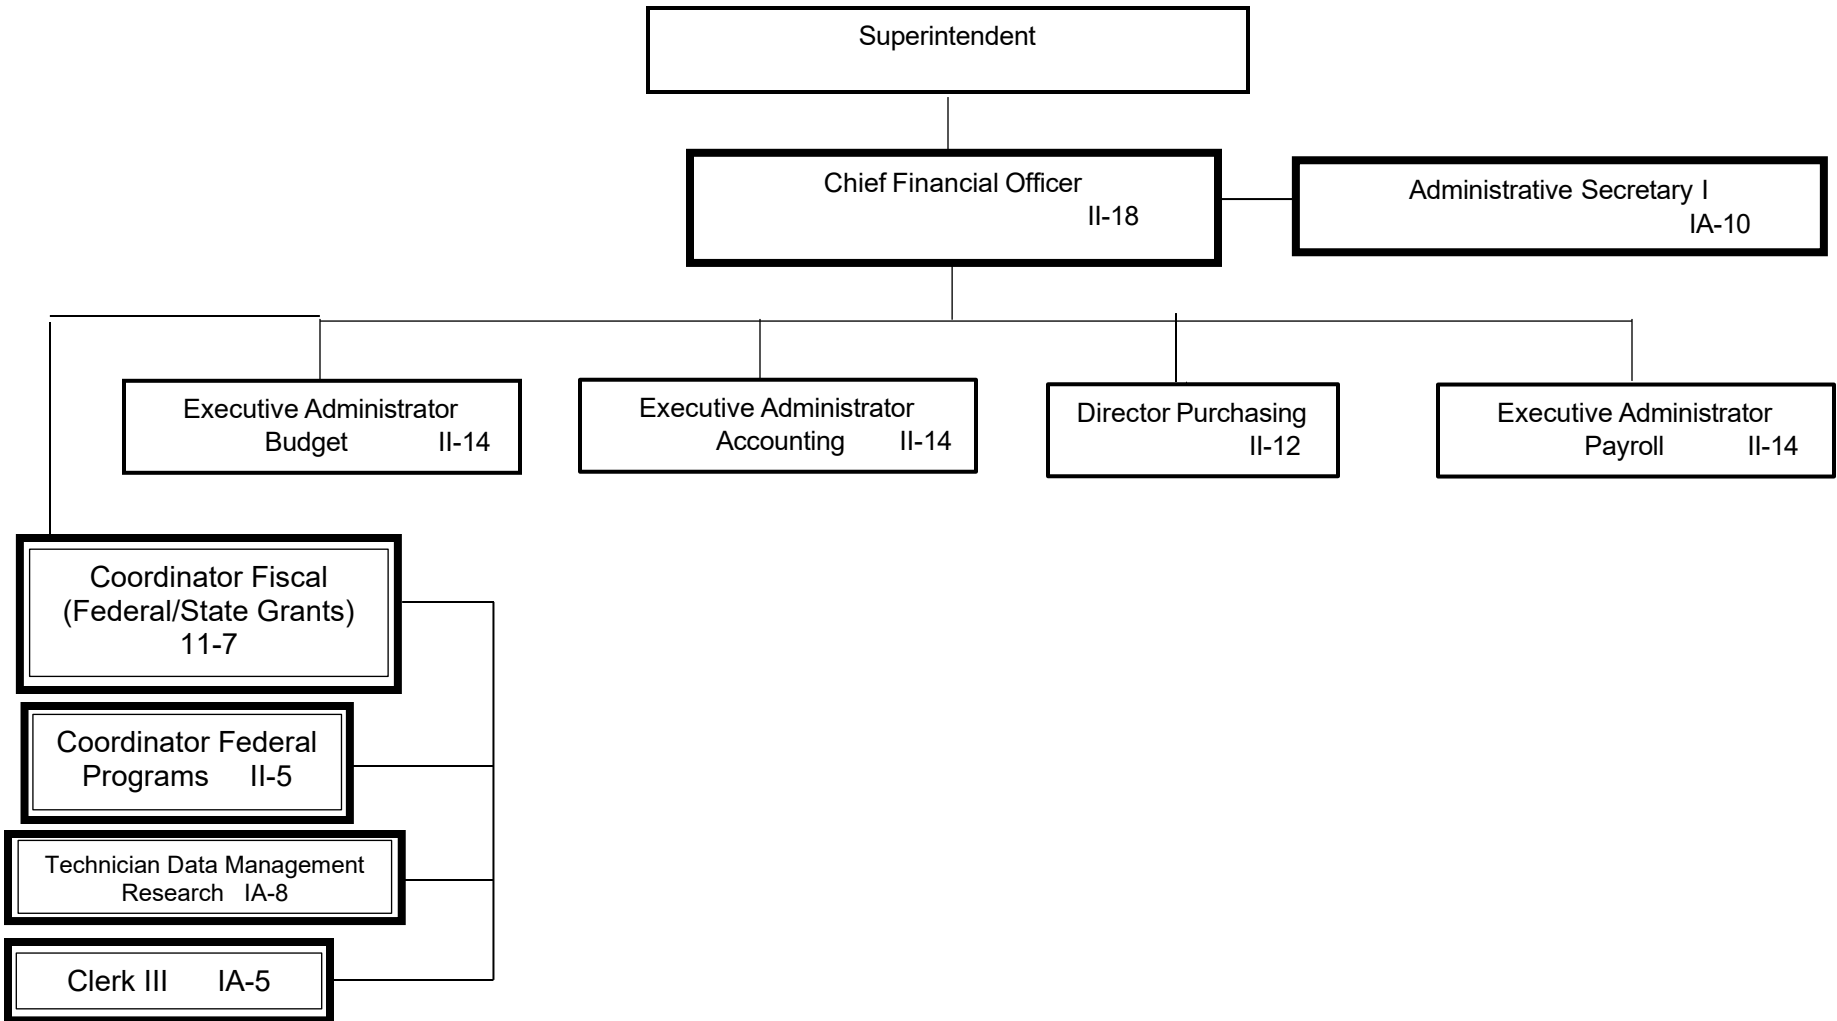 Superintendent
Chief Financial Officer
II-18
Administrative Secretary I
IA-10
Executive Administrator
Budget II-14
Executive Administrator
Accounting II-14
Director Purchasing
II-12
Executive Administrator
Payroll II-14
Coordinator Fiscal
(Federal/State Grants)
11-7
Coordinator Federal
Programs II-5
Technician Data Management
Research IA-8
Clerk III IA-5